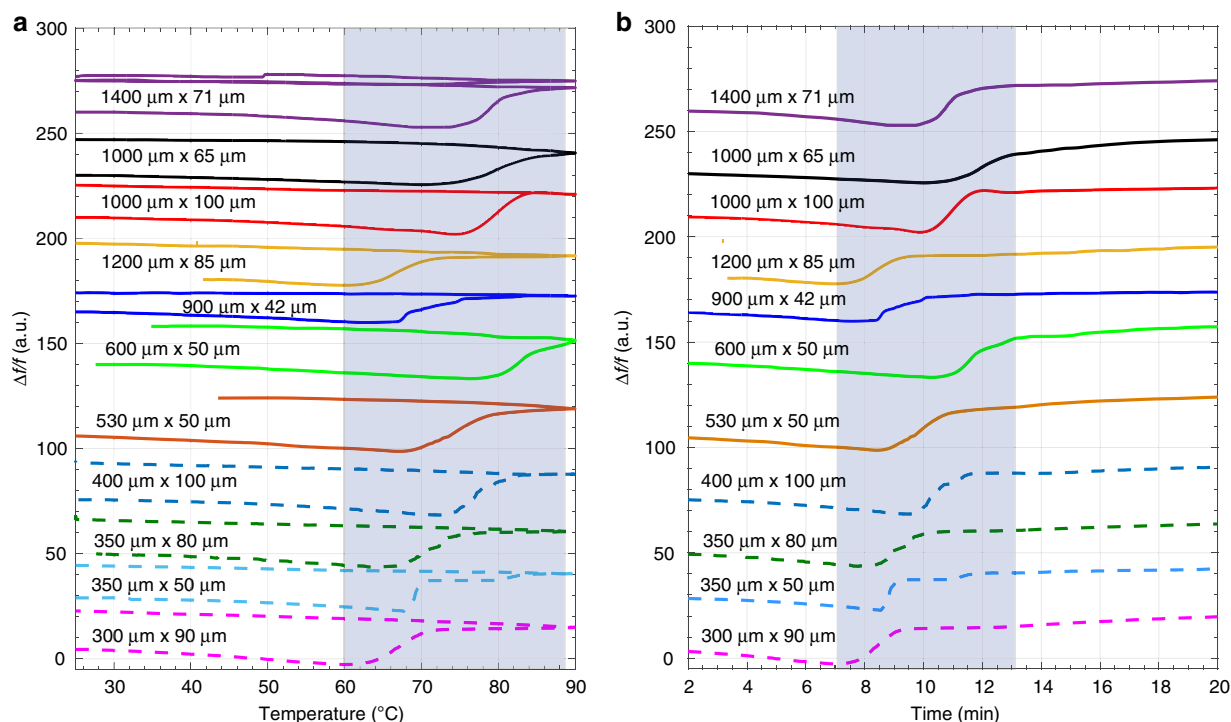 a
300
250
200
150
100
50
0
Δf/f (a.u.)
1400 μm x 71 μm
1000 μm x 65 μm
1000 μm x 100 μm
1200 μm x 85 μm
900 μm x 42 μm
600 μm x 50 μm
530 μm x 50 μm
400 μm x 100 μm
350 μm x 80 μm
350 μm x 50 μm
300 μm x 90 μm
30 40 50 60 70 80 90
Temperature (°C)
b
300
250
200
150
100
50
0
Δf/f (a.u.)
1400 μm x 71 μm
1000 μm x 65 μm
1000 μm x 100 μm
1200 μm x 85 μm
900 μm x 42 μm
600 μm x 50 μm
530 μm x 50 μm
400 μm x 100 μm
350 μm x 80 μm
350 μm x 50 μm
300 μm x 90 μm
2 4 6 8 10 12 14 16 18 20
Time (min)